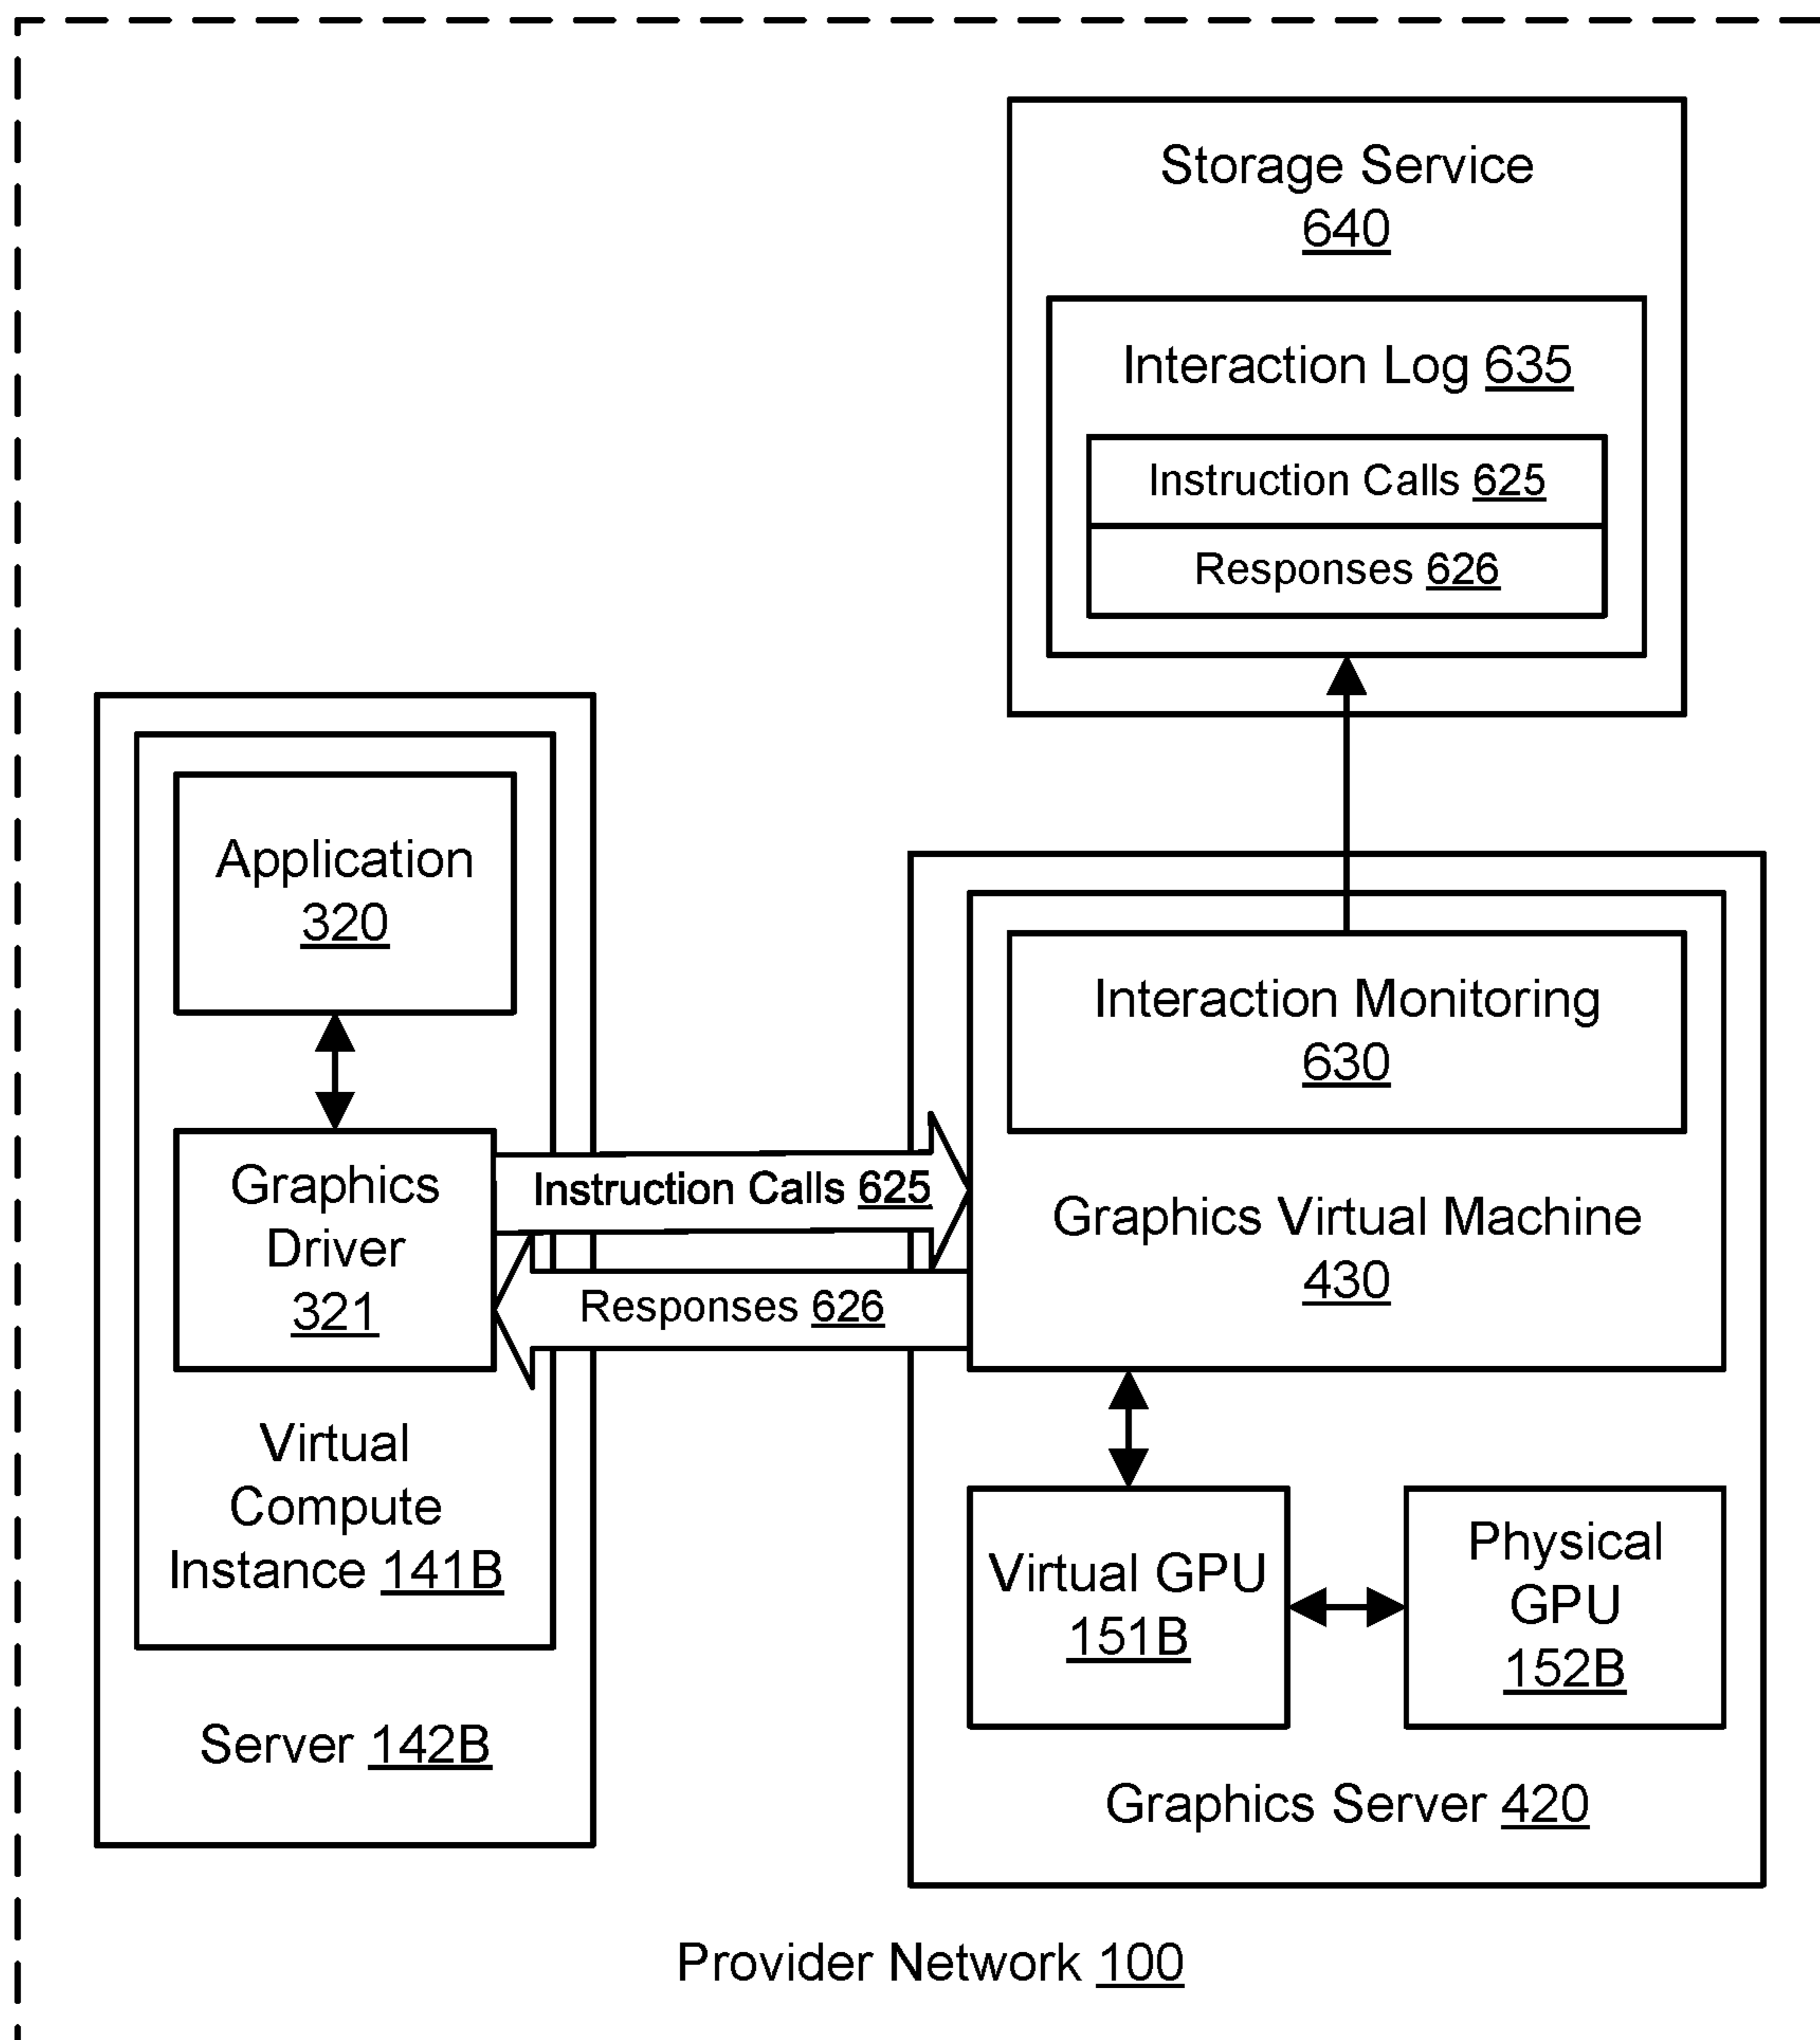 Storage Service
640
Interaction Log 635
Instruction Calls 625
Responses 626
Application
320
Graphics
Driver
321
Virtual
Compute
Instance 141B
Server 142B
Instruction Calls 625
Responses 626
Interaction Monitoring
630
Graphics Virtual Machine
430
Virtual GPU
151B
Physical
GPU
152B
Graphics Server 420
Provider Network 100